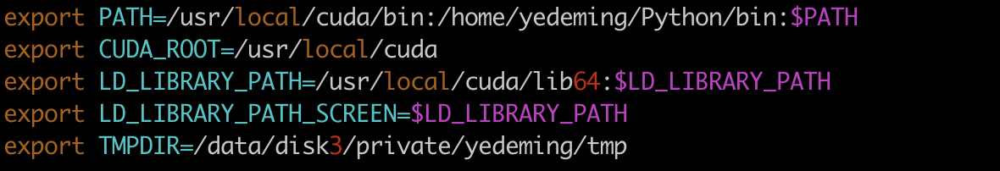 export PATH=/usr/local/cuda/bin:/home/yedeming/Python/bin:$PATH
export CUDA_ROOT=/usr/local/cuda
export LD_LIBRARY_PATH=/usr/local/cuda/lib64:$LD_LIBRARY_PATH
export LD_LIBRARY_PATH_SCREEN=$LD_LIBRARY_PATH
export TMPDIR=/data/disk3/private/yedeming/tmp